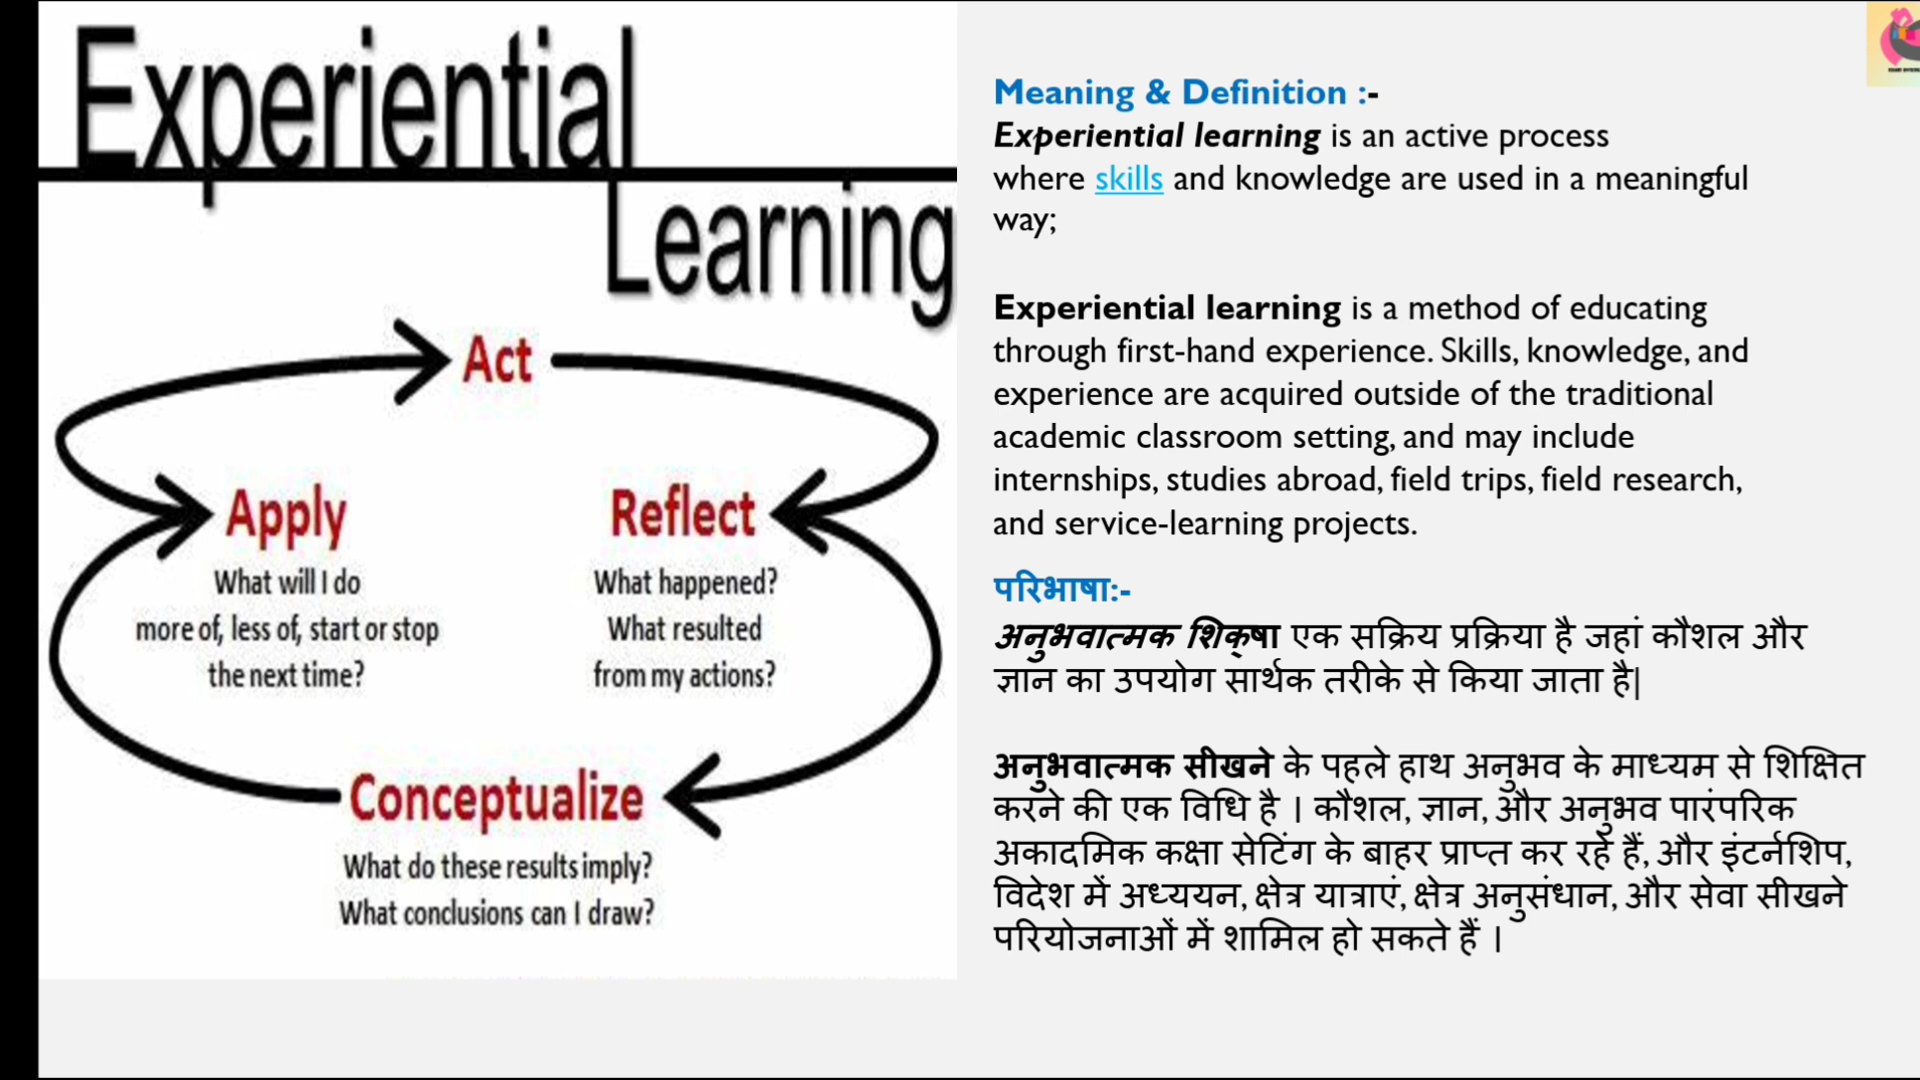 Experiential
Learning
Act
Apply
What will I do
more of, less of, start or stop
the next time?
Reflect
What happened?
What resulted
from my actions?
Conceptualize
What do these results imply?
What conclusions can I draw?
Meaning & Definition :-
Experiential learning is an active process
where skills and knowledge are used in a meaningful
way;
Experiential learning is a method of educating
through first-hand experience. Skills, knowledge, and
experience are acquired outside of the traditional
academic classroom setting, and may include
internships, studies abroad, field trips, field research,
and service-learning projects.
परिभाषा:-
अनुभवात्मक शिक्षा एक सक्रिय प्रक्रिया है जहां कौशल और
ज्ञान का उपयोग सार्थक तरीके से किया जाता है|
अनुभवात्मक सीखने के पहले हाथ अनुभव के माध्यम से शिक्षित
करने की एक विधि है । कौशल, ज्ञान, और अनुभव पारंपरिक
अकादमिक कक्षा सेटिंग के बाहर प्राप्त कर रहे हैं, और इंटर्नशिप,
विदेश में अध्ययन, क्षेत्र यात्राएं, क्षेत्र अनुसंधान, और सेवा सीखने
परियोजनाओं में शामिल हो सकते हैं ।